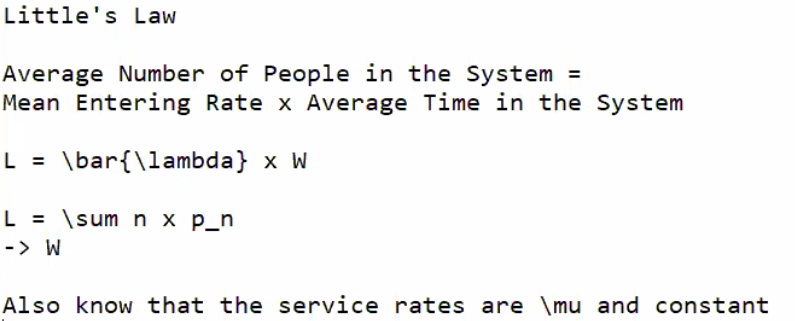 Little's Law
Average Number of People in the System =
Mean Entering Rate x Average Time in the System
L = \bar{\lambda} x W
L = \sum n x p_n
-> W
Also know that the service rates are \mu and constant